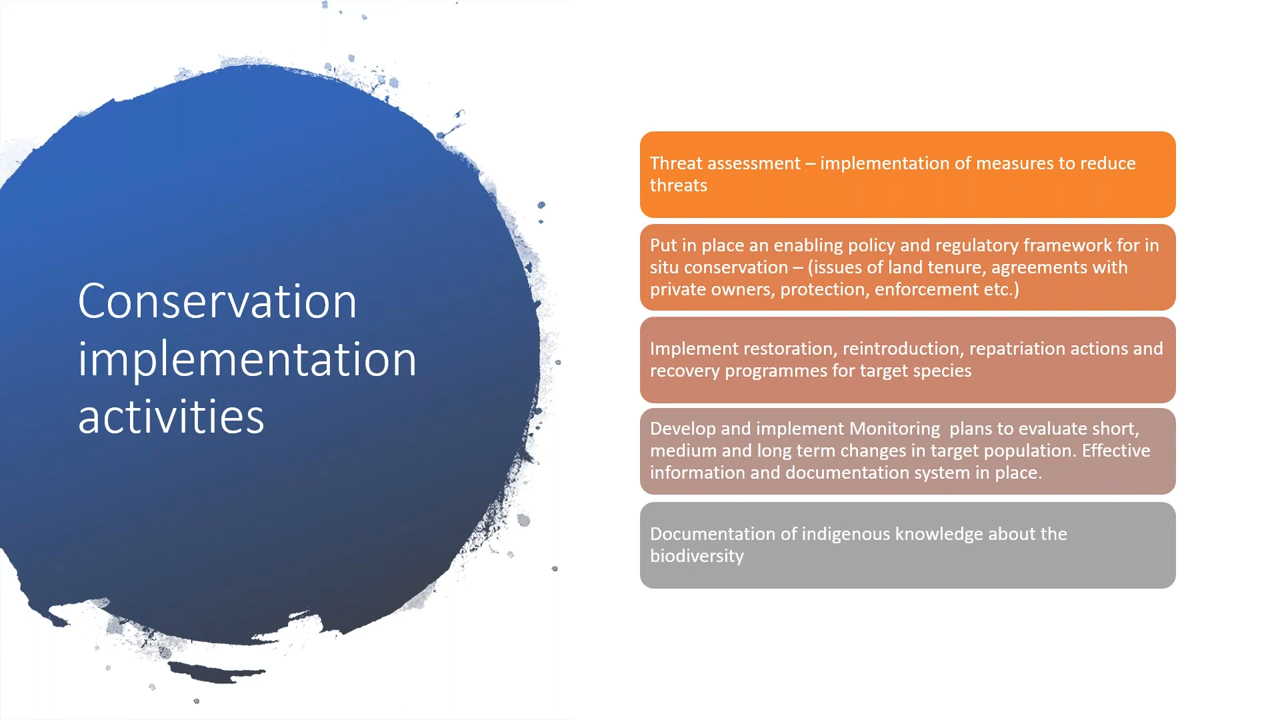 Conservation
implementation
activities
Threat assessment – implementation of measures to reduce
threats
Put in place an enabling policy and regulatory framework for in
situ conservation – (issues of land tenure, agreements with
private owners, protection, enforcement etc.)
Implement restoration, reintroduction, repatriation actions and
recovery programmes for target species
Develop and implement Monitoring  plans to evaluate short,
medium and long term changes in target population. Effective
information and documentation system in place.
Documentation of indigenous knowledge about the
biodiversity